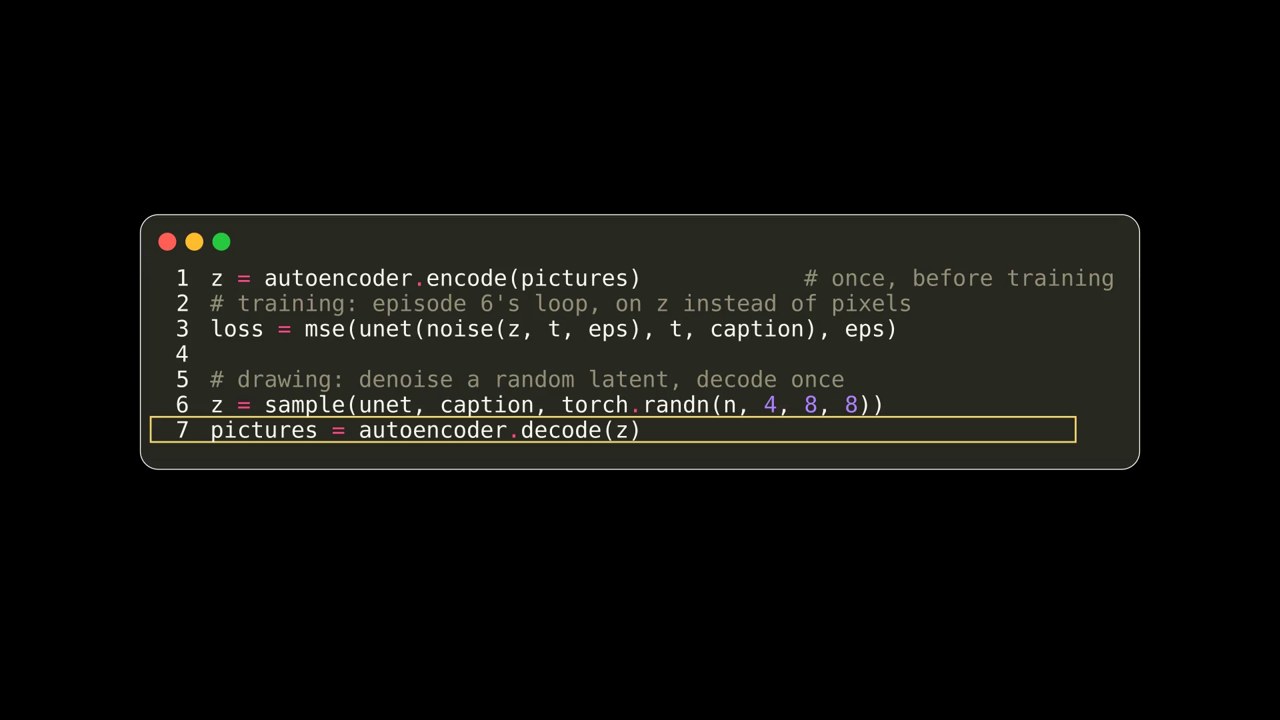 1 z = autoencoder.encode(pictures) # once, before training
2 # training: episode 6's loop, on z instead of pixels
3 loss = mse(unet(noise(z, t, eps), t, caption), eps)
4
5 # drawing: denoise a random latent, decode once
6 z = sample(unet, caption, torch.randn(n, 4, 8, 8))
7 pictures = autoencoder.decode(z)